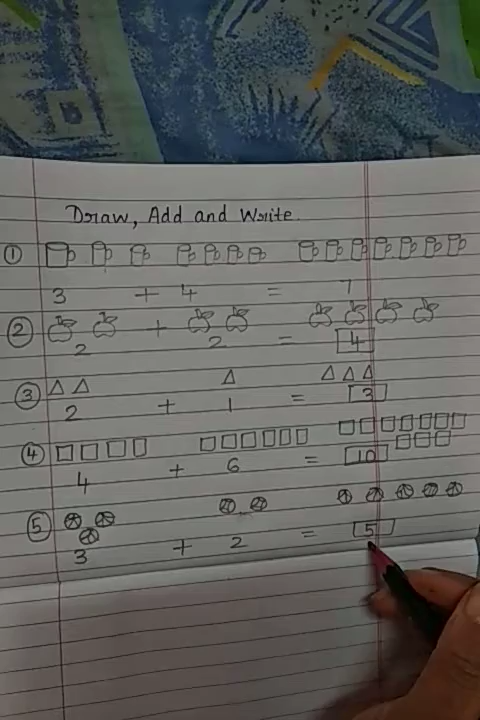 Draw, Add and Write.
① 
3 + 4 = 7
②
2 + 2 = 4
③
2 + 1 = 3
④
4 + 6 = 10
⑤
3 + 2 = 5